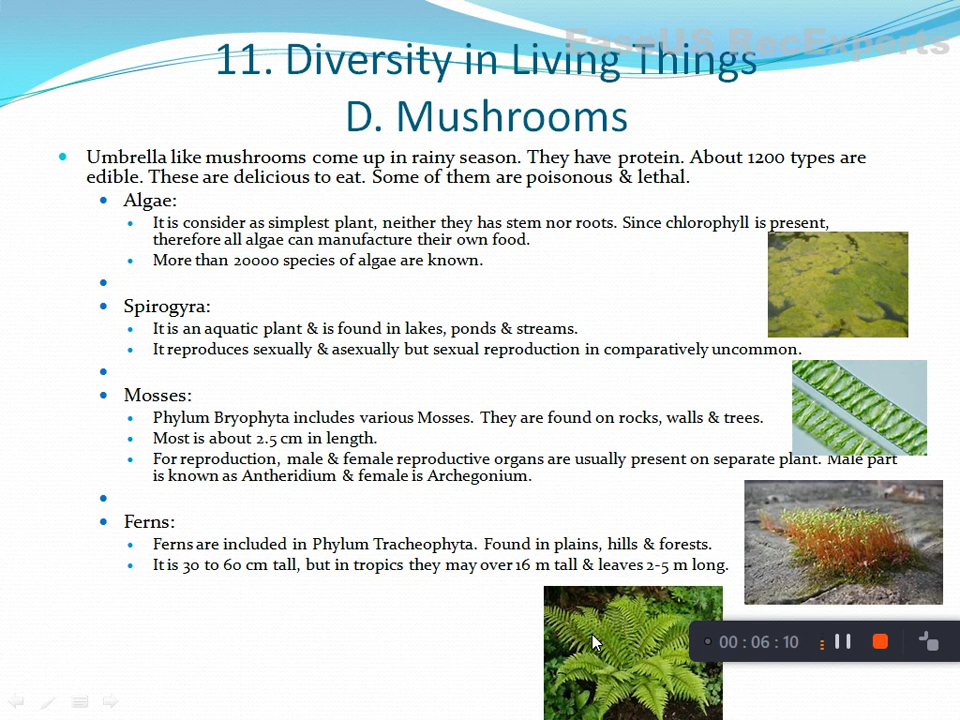 EaseUS RecExperts
11. Diversity in Living Things
D. Mushrooms
Umbrella like mushrooms come up in rainy season. They have protein. About 1200 types are
edible. These are delicious to eat. Some of them are poisonous & lethal.
Algae:
It is consider as simplest plant, neither they has stem nor roots. Since chlorophyll is present,
therefore all algae can manufacture their own food.
More than 20000 species of algae are known.
Spirogyra:
It is an aquatic plant & is found in lakes, ponds & streams.
It reproduces sexually & asexually but sexual reproduction in comparatively uncommon.
Mosses:
Phylum Bryophyta includes various Mosses. They are found on rocks, walls & trees.
Most is about 2.5 cm in length.
For reproduction, male & female reproductive organs are usually present on separate plant. Male part
is known as Antheridium & female is Archegonium.
Ferns:
Ferns are included in Phylum Tracheophyta. Found in plains, hills & forests.
It is 30 to 60 cm tall, but in tropics they may over 16 m tall & leaves 2-5 m long.
00 : 06 : 10